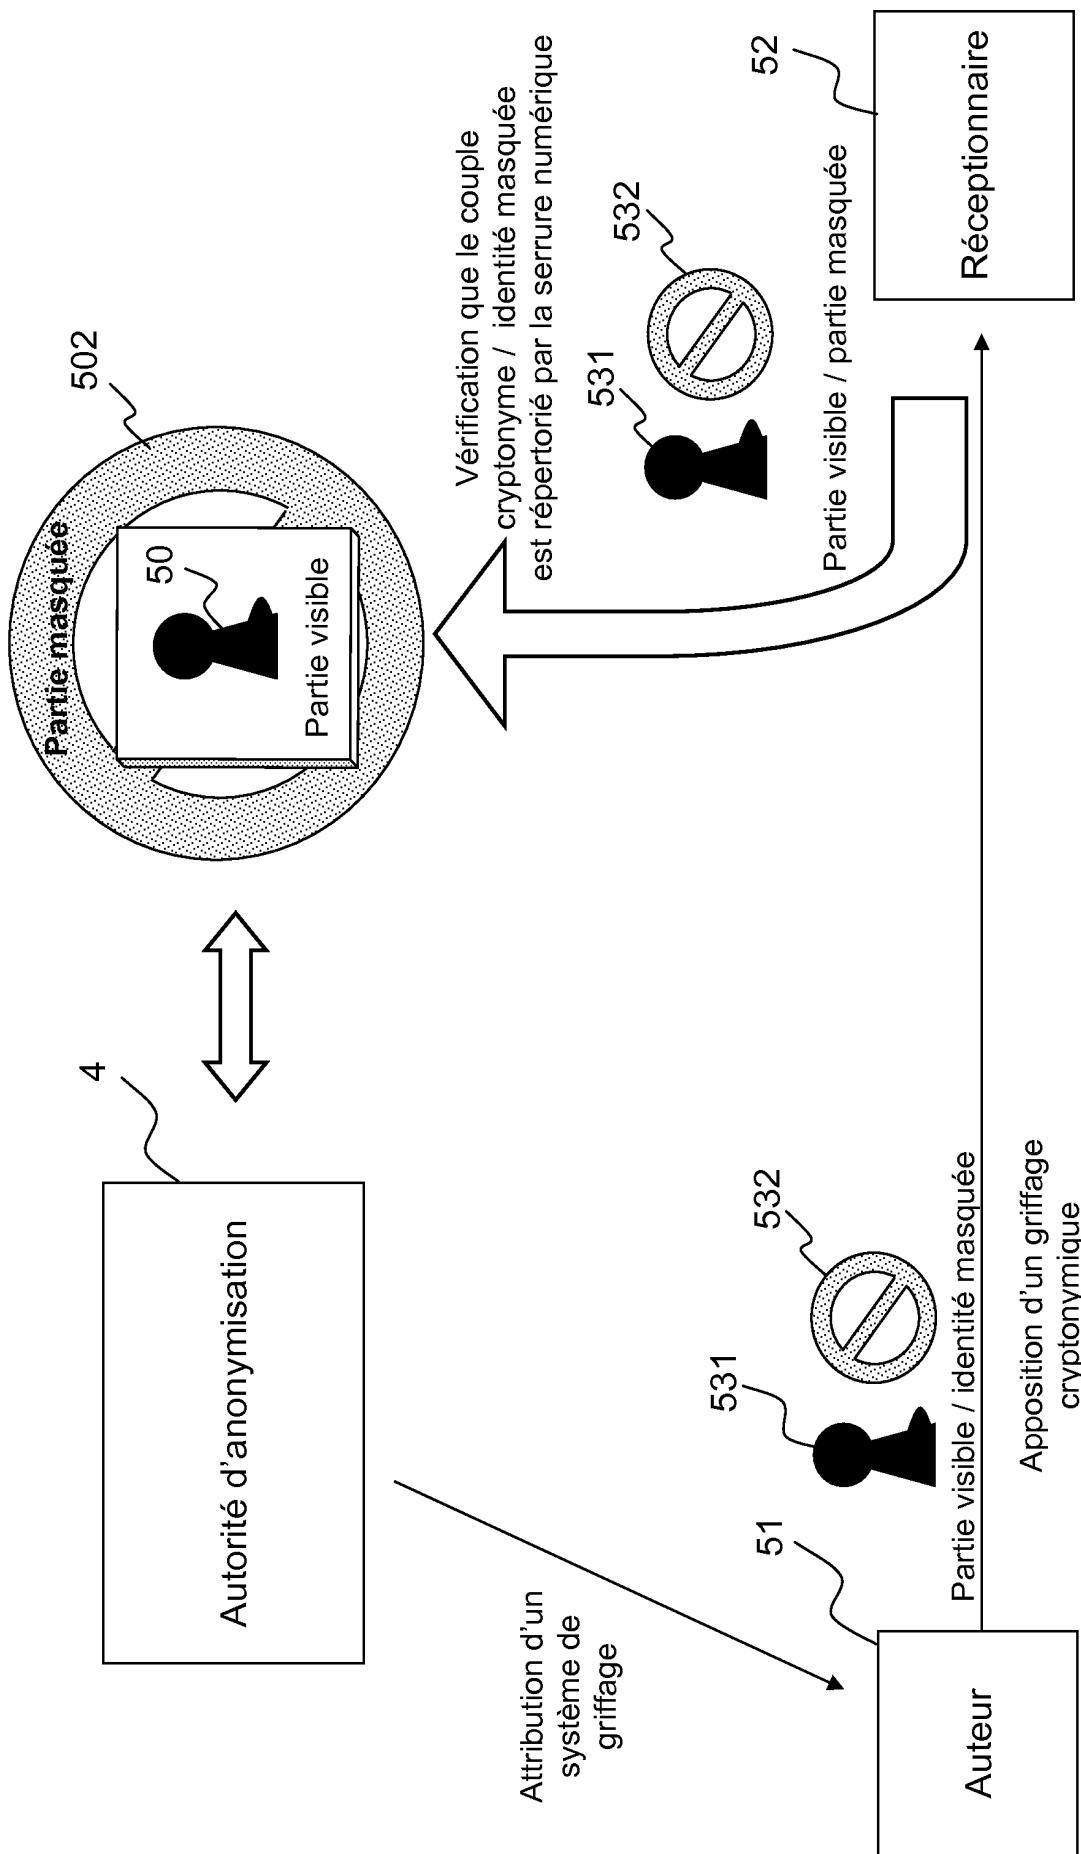 Autorité d'anonymisation
4
Partie masquée
502
50
Partie visible
Vérification que le couple
cryptonyme / identité masquée
est répertorié par la serrure numérique
531
532
Partie visible / partie masquée
52
Réceptionnaire
Attribution d'un
système de
griffage
51
Auteur
531
532
Partie visible / identité masquée
Apposition d'un griffage
cryptonymique